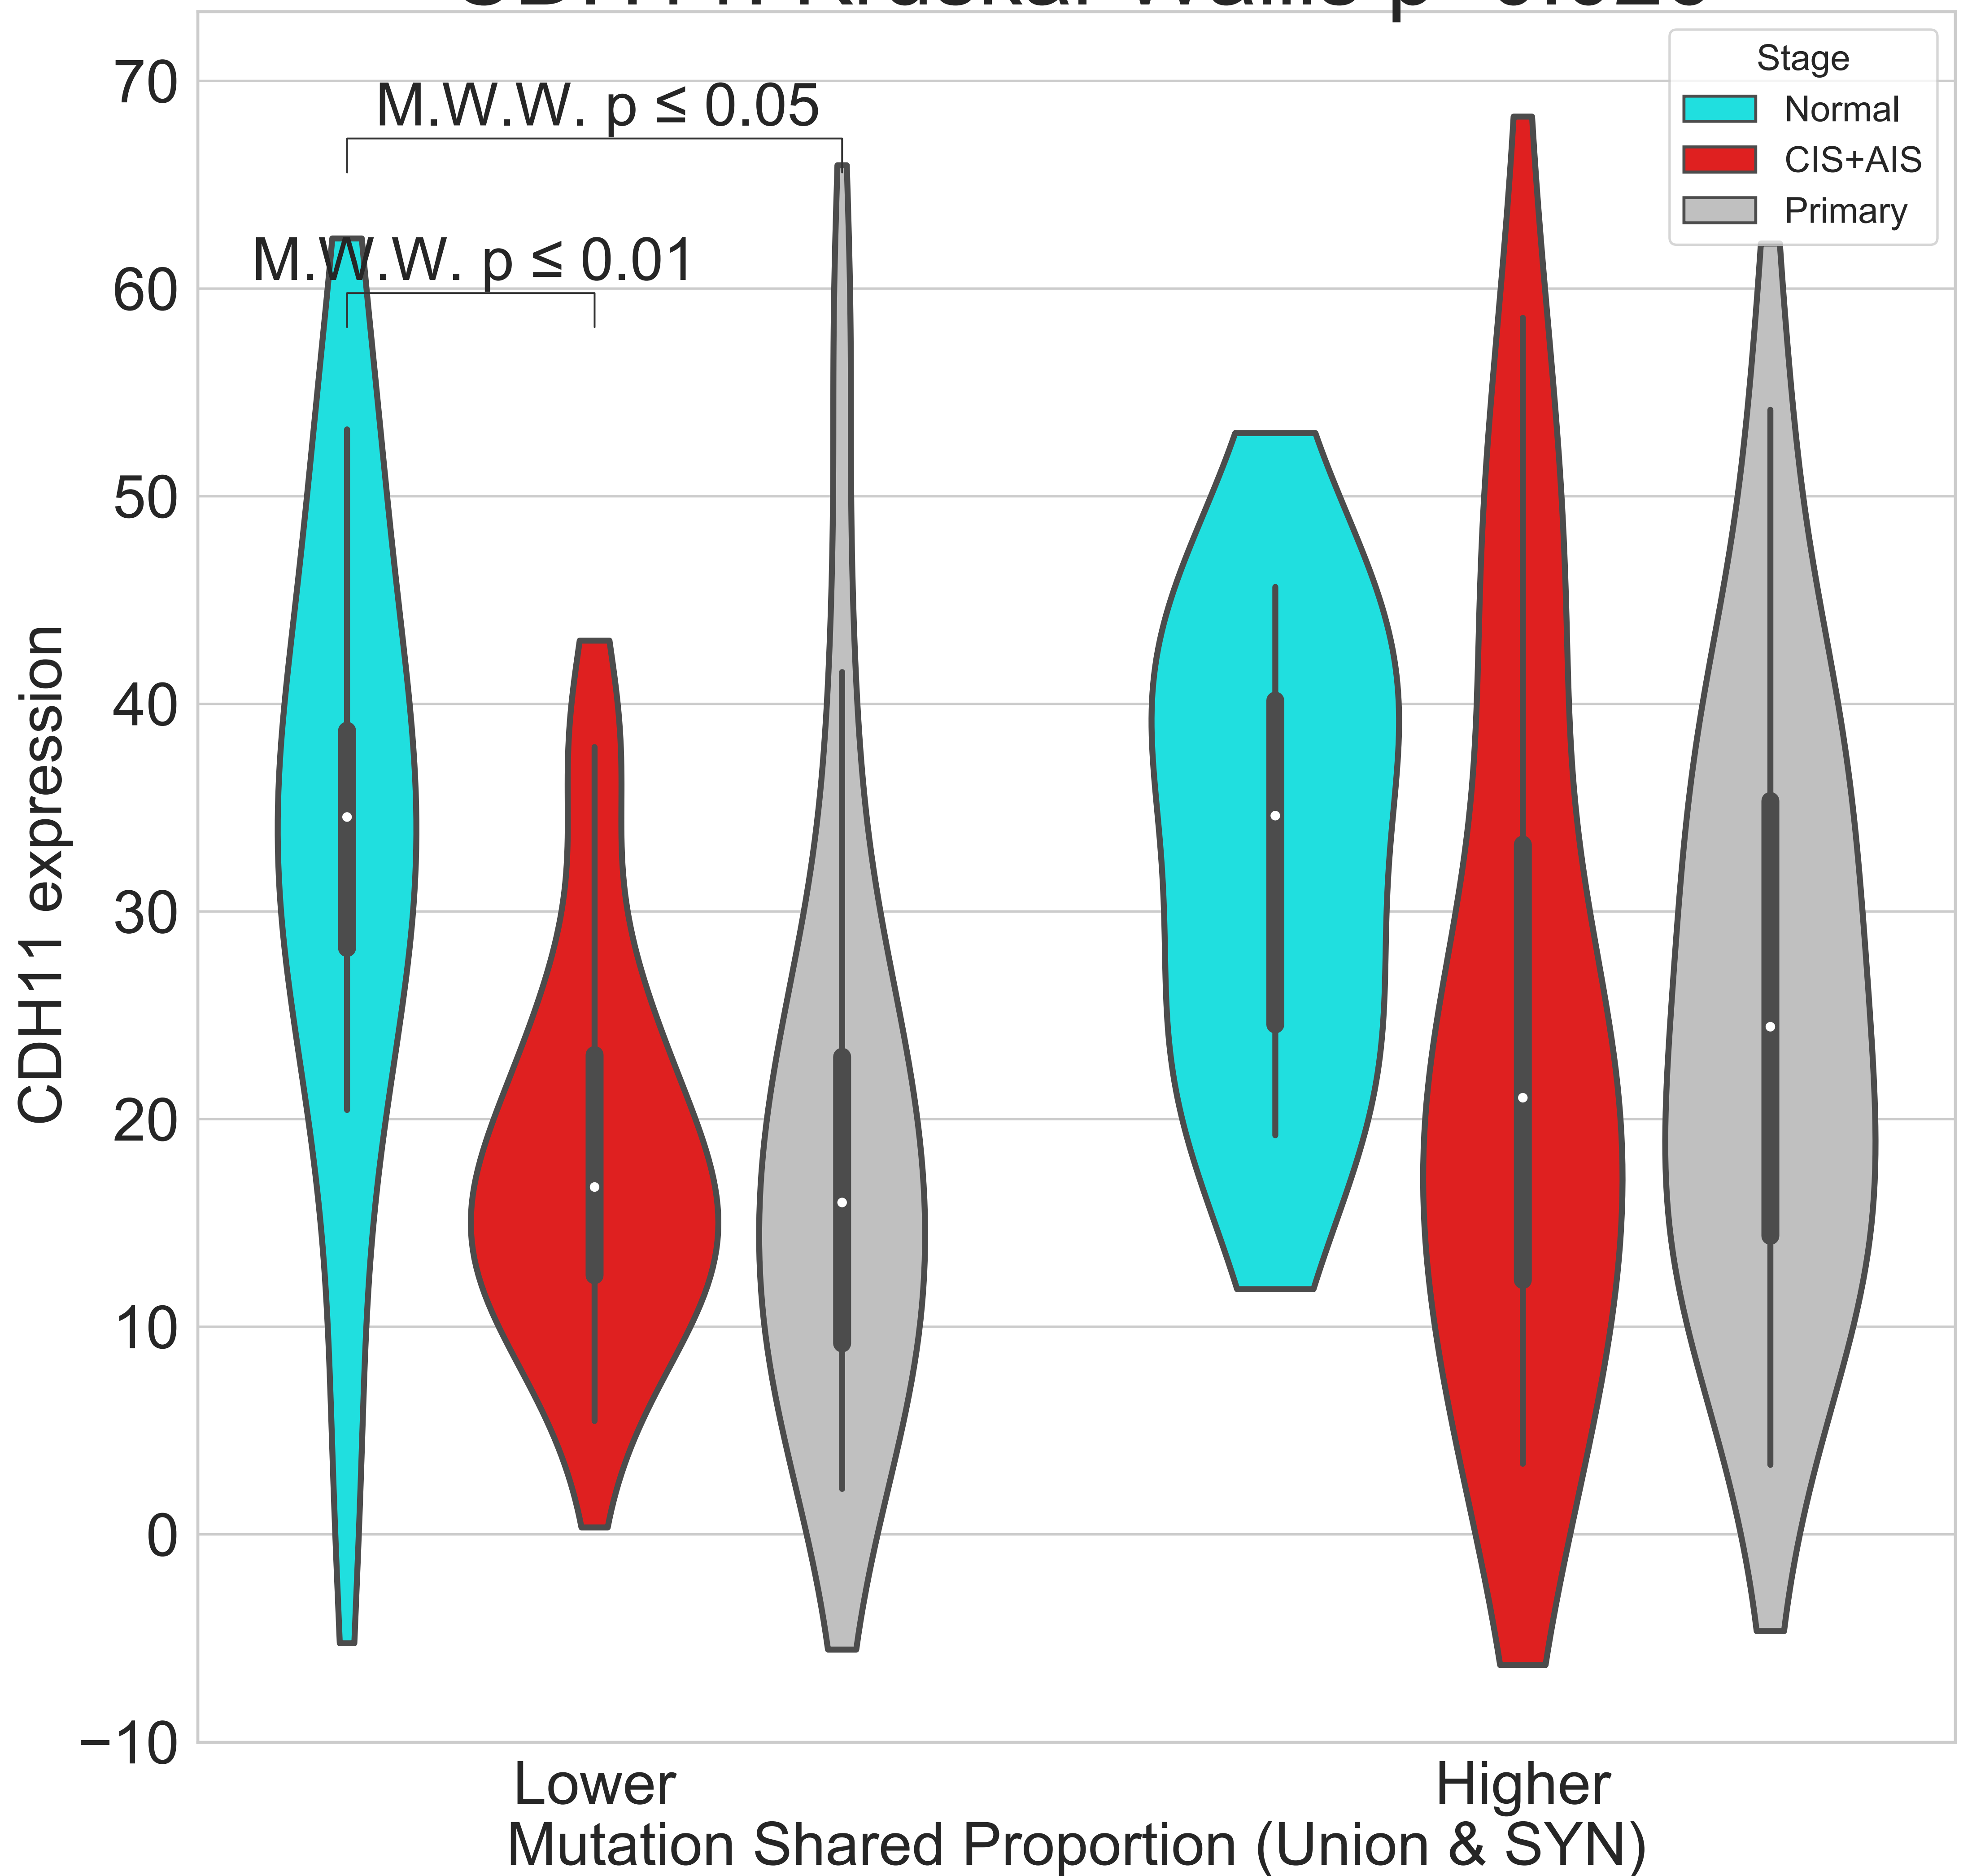 70
60
50
40
30
20
10
0
−10
CDH11 expression
M.W.W. p ≤ 0.05
M.W.W. p ≤ 0.01
Stage
Normal
CIS+AIS
Primary
Lower
Higher
Mutation Shared Proportion (Union & SYN)